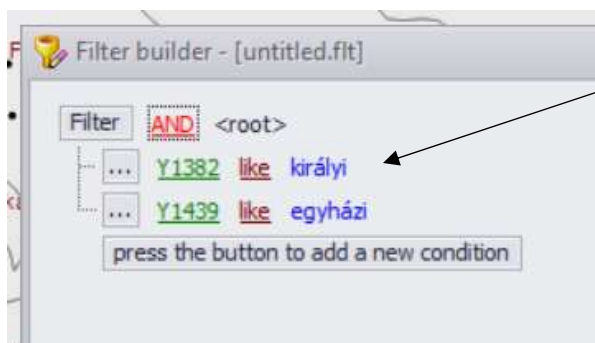 Filter builder - [untitled.flt]
Filter AND <root>
... Y1382 like királyi
... Y1439 like egyházi
press the button to add a new condition